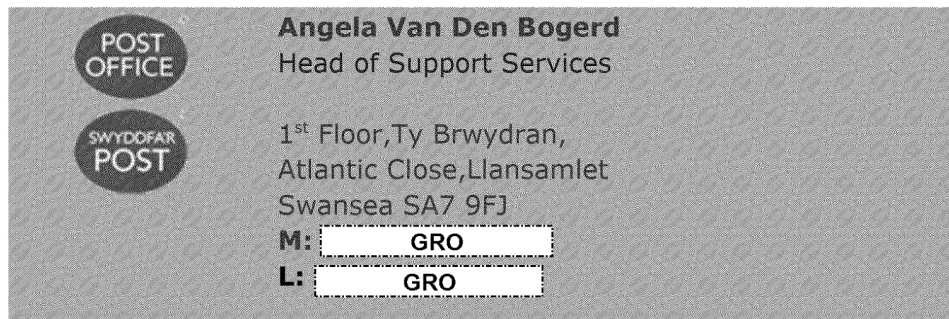 POST
OFFICE
Angela Van Den Bogerd
Head of Support Services
SWYDDFA'R
POST
1st Floor,Ty Brwydran,
Atlantic Close,Llansamlet
Swansea SA7 9FJ
M: GRO
L: GRO